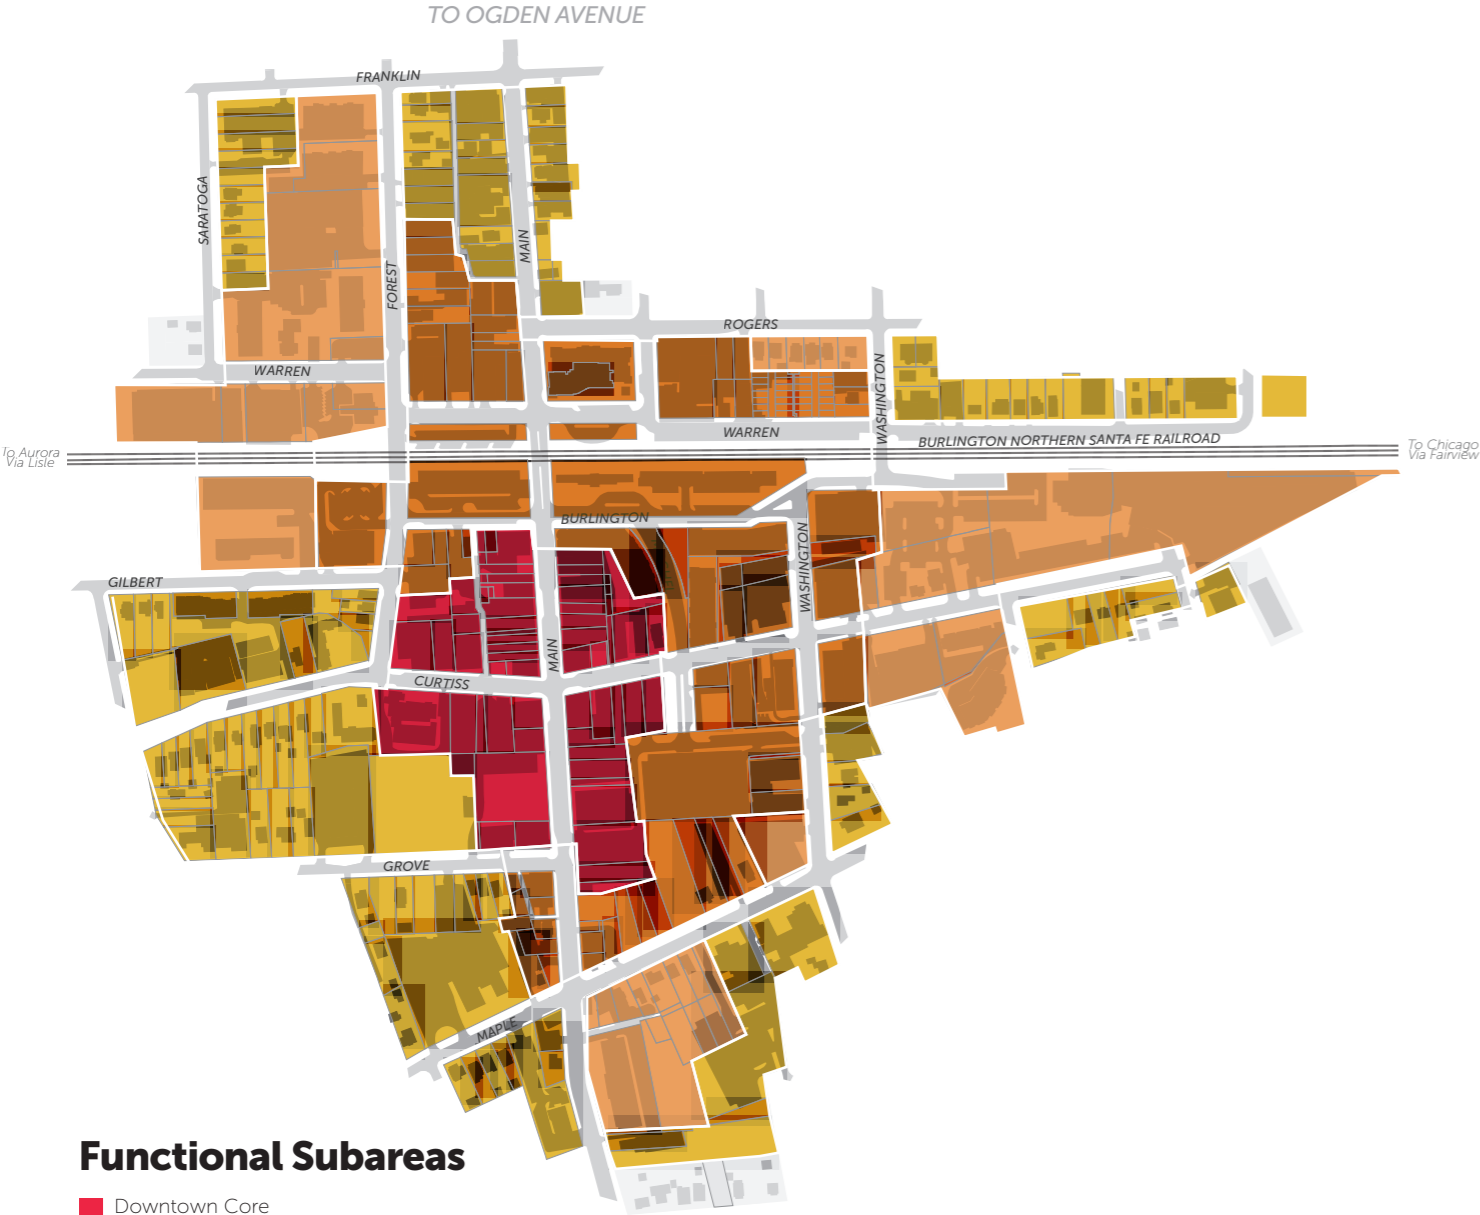 TO OGDEN AVENUE
FRANKLIN
SARATOGA
FOREST
MAIN
ROGERS
WARREN
WASHINGTON
WARREN
BURLINGTON NORTHERN SANTA FE RAILROAD
To Aurora
Via Lisle
To Chicago
Via Fairview
BURLINGTON
WASHINGTON
GILBERT
MAIN
CURTISS
GROVE
MAPLE
Functional Subareas
Downtown Core